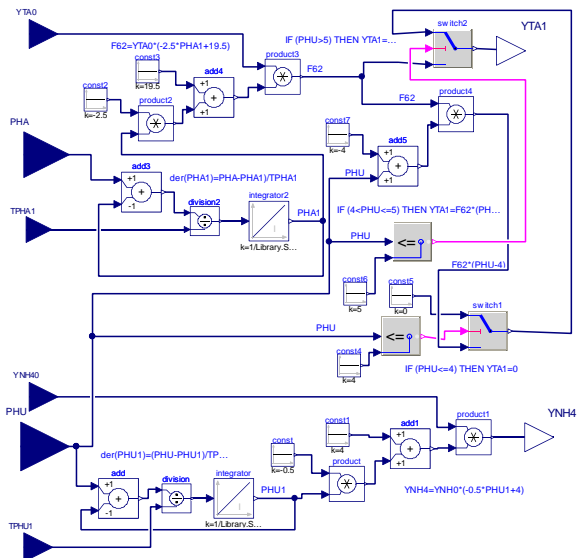 YTA0
F62=YTA0*(-2.5*PHA1+19.5)
IF (PHU>5) THEN YTA1=...
switch2
YTA1
const3
k=19.5
add4
+1
+
+1
product3
F62
const2
k=-2.5
product2
F62
product4
PHA
const7
k=-4
add5
+1
PHU
+
+1
add3
+1
+
-1
der(PHA1)=PHA-PHA1)/TPHA1
division2
integrator2
PHA1
k=1/Library.S...
TPHA1
IF (4<PHU<=5) THEN YTA1=F62*(PH...
PHU
<=
F62*(PHU-4)
const6
k=5
const5
k=0
switch1
PHU
<=
const4
k=4
IF (PHU<=4) THEN YTA1=0
YNH40
PHU
const1
k=4
add1
+1
+
+1
product1
YNH4
der(PHU1)=(PHU-PHU1)/TP...
const
k=-0.5
product
add
+1
+
-1
division
integrator
PHU1
k=1/Library.S...
YNH4=YNH0*(-0.5*PHU1+4)
TPHU1